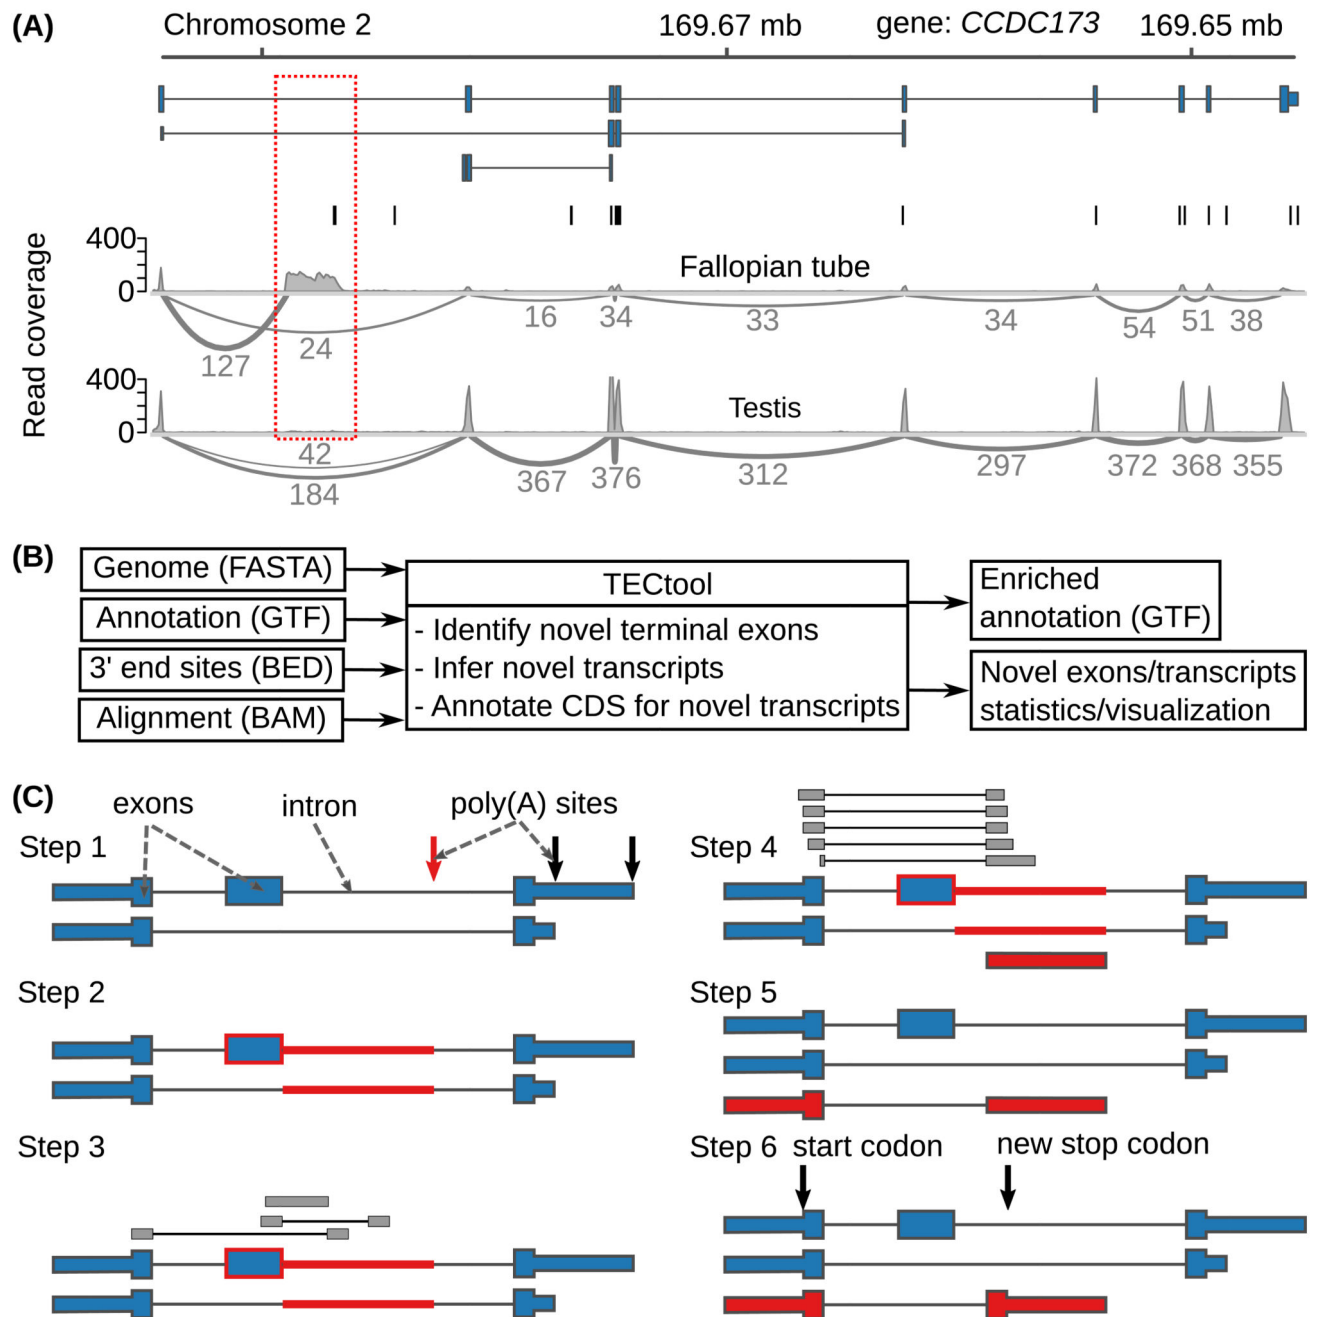 (A)
Chromosome 2
169.67 mb
gene: CCDC173
169.65 mb
Read coverage
400
0
Fallopian tube
127
24
16
34
33
34
54
51
38
400
0
Testis
42
184
367
376
312
297
372
368
355
(B)
Genome (FASTA)
Annotation (GTF)
3' end sites (BED)
Alignment (BAM)
TECtool
- Identify novel terminal exons
- Infer novel transcripts
- Annotate CDS for novel transcripts
Enriched
annotation (GTF)
Novel exons/transcripts
statistics/visualization
(C)
exons
intron
poly(A) sites
Step 1
Step 2
Step 3
Step 4
Step 5
Step 6
start codon
new stop codon